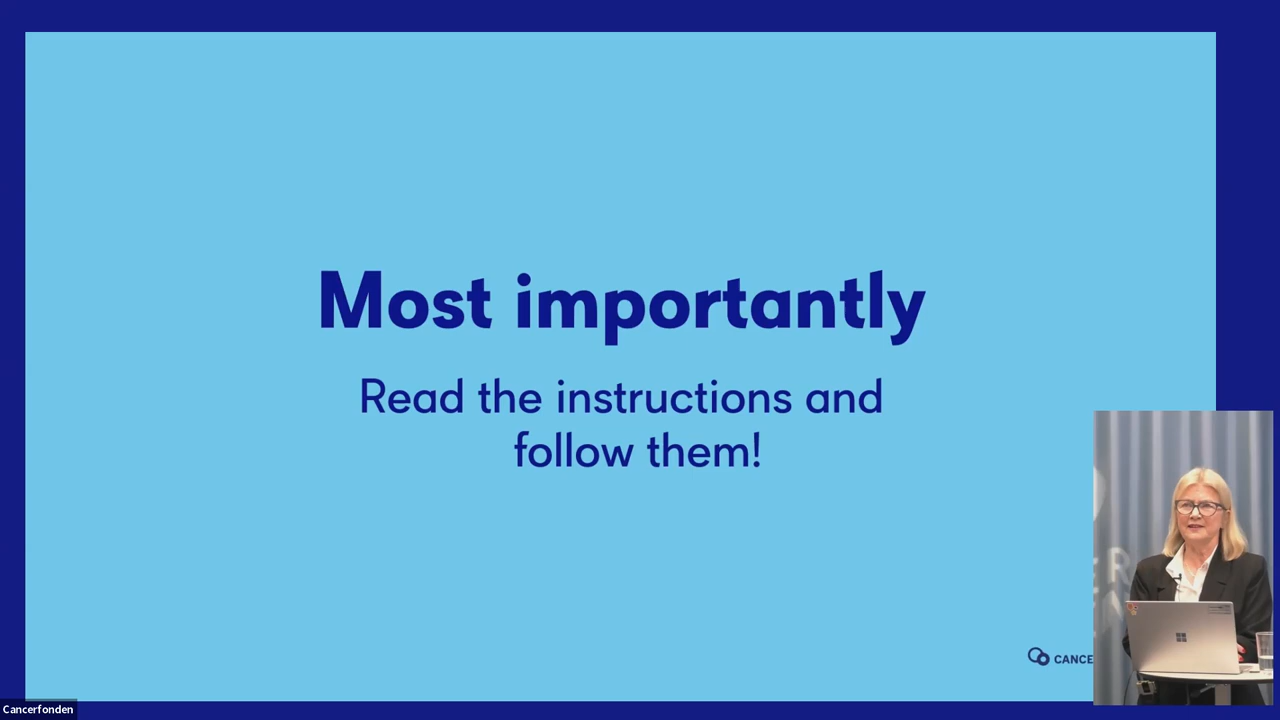 Most importantly
Read the instructions and
follow them!
CANCE
Cancerfonden